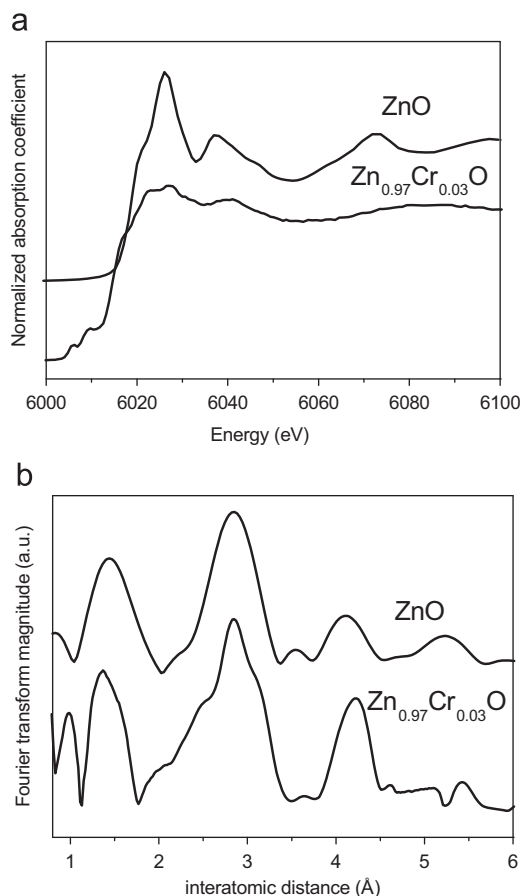 a
Normalized absorption coefficient
ZnO
Zn0.97Cr0.03O
6000 6020 6040 6060 6080 6100
Energy (eV)
b
Fourier transform magnitude (a.u.)
ZnO
Zn0.97Cr0.03O
1 2 3 4 5 6
interatomic distance (Å)